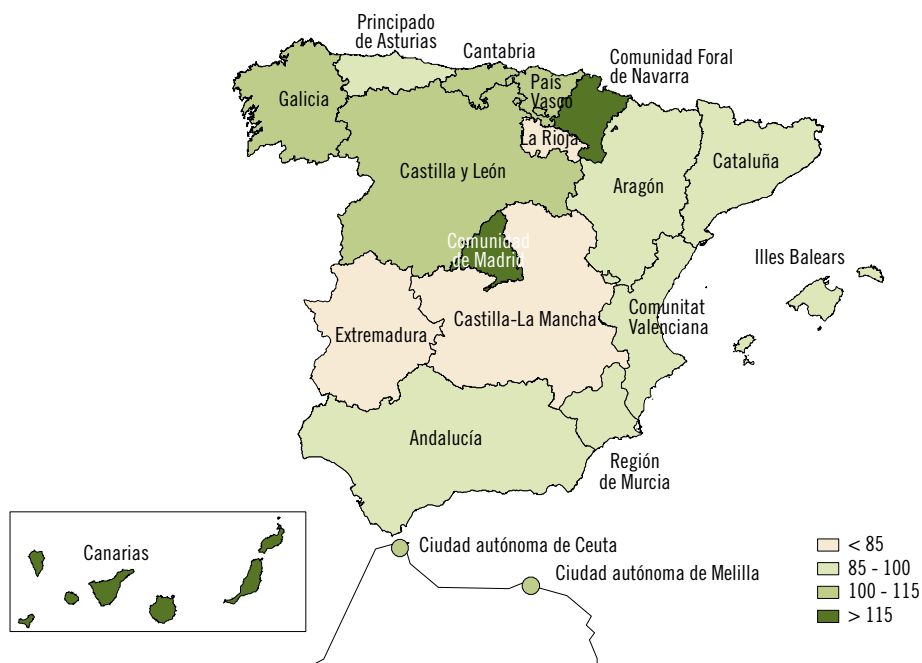 Principado
de Asturias
Cantabria
Comunidad Foral
de Navarra
Galicia
Pais
Vasco
La Rioja
Castilla y León
Aragón
Cataluña
Comunidad
de Madrid
Illes Balears
Extremadura
Castilla-La Mancha
Comunitat
Valenciana
Andalucía
Región
de Murcia
Canarias
Ciudad autónoma de Ceuta
Ciudad autónoma de Melilla
< 85
85 - 100
100 - 115
> 115